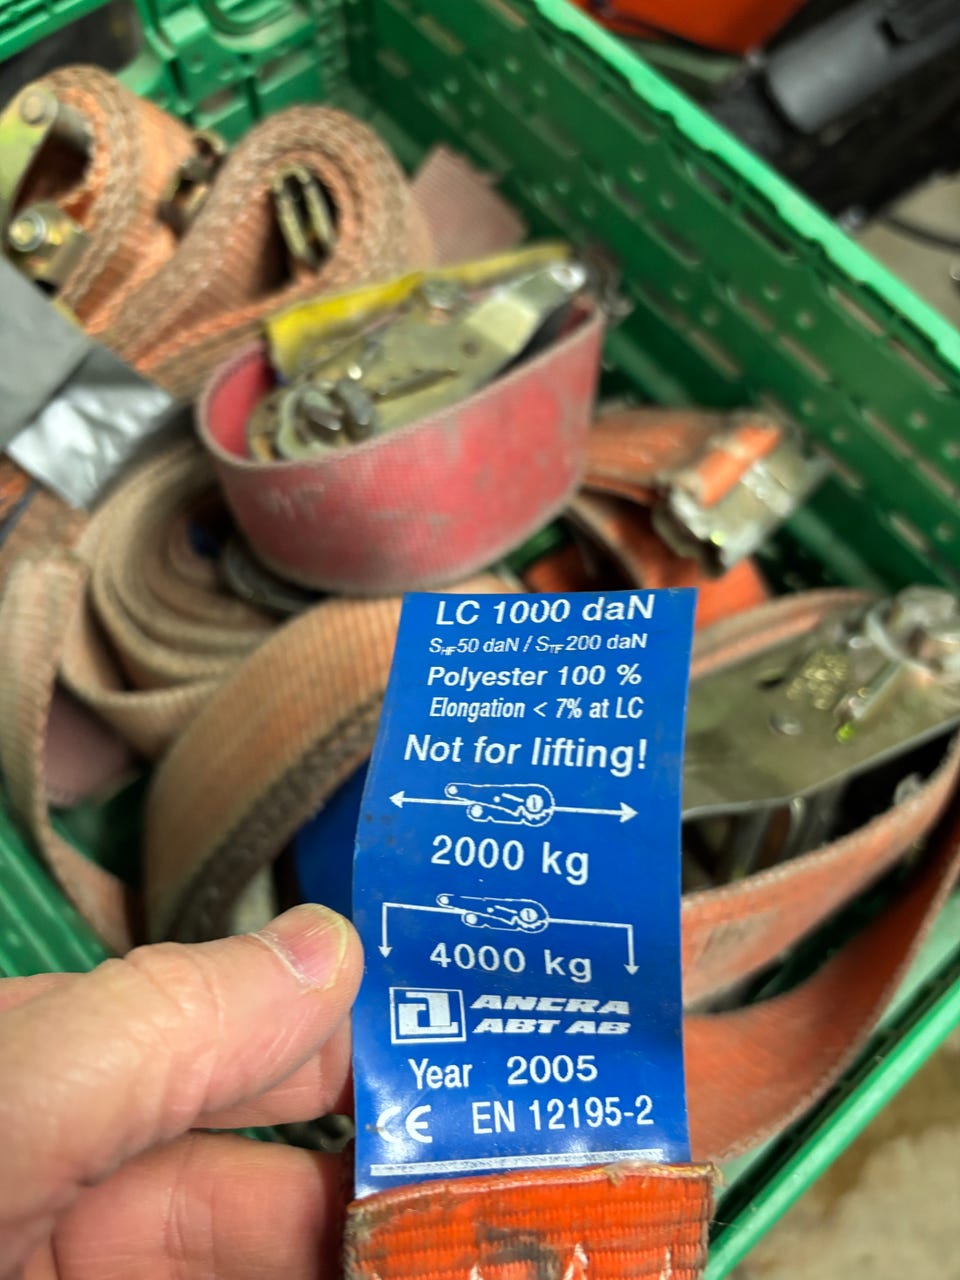 LC 1000 daN
SHF50 daN / STF200 daN
Polyester 100 %
Elongation < 7% at LC
Not for lifting!
2000 kg
4000 kg
ANCRA
ABT AB
Year 2005
CE EN 12195-2